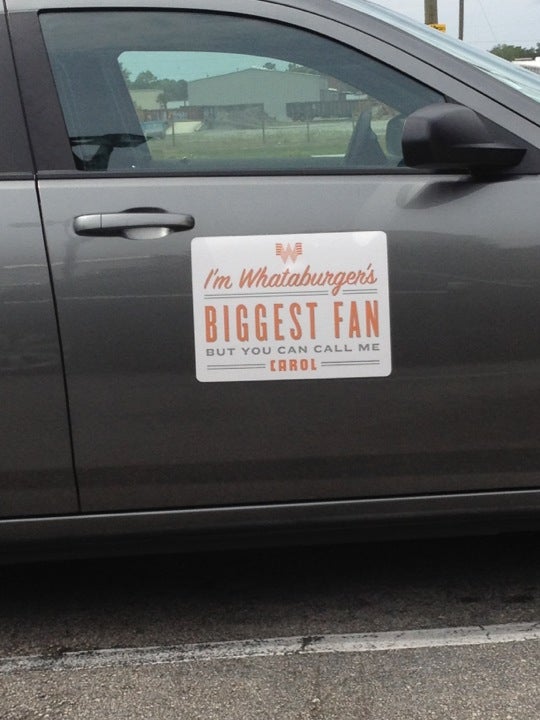 W
I'm Whataburger's
BIGGEST FAN
BUT YOU CAN CALL ME
CAROL